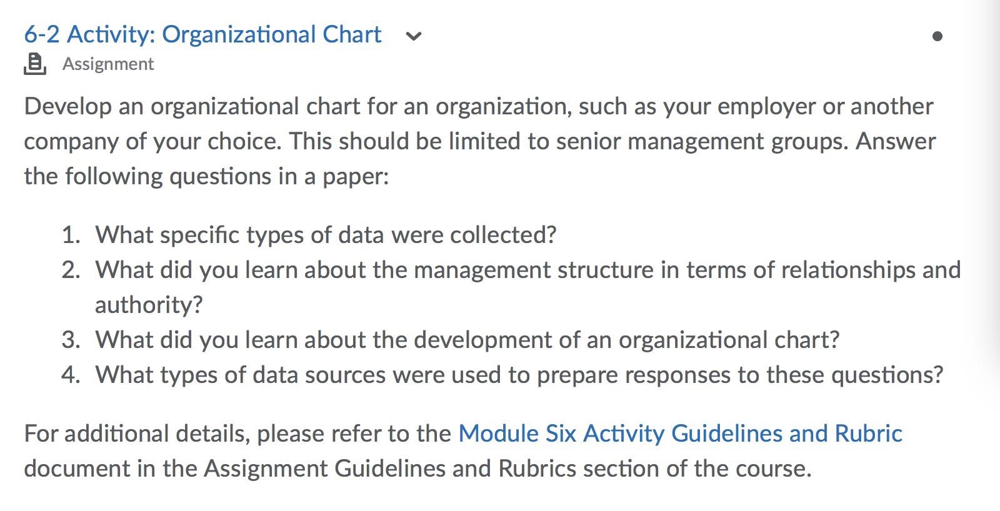 6-2 Activity: Organizational Chart
Assignment
Develop an organizational chart for an organization, such as your employer or another
company of your choice. This should be limited to senior management groups. Answer
the following questions in a paper:
1. What specific types of data were collected?
2. What did you learn about the management structure in terms of relationships and
authority?
3. What did you learn about the development of an organizational chart?
4. What types of data sources were used to prepare responses to these questions?
For additional details, please refer to the Module Six Activity Guidelines and Rubric
document in the Assignment Guidelines and Rubrics section of the course.